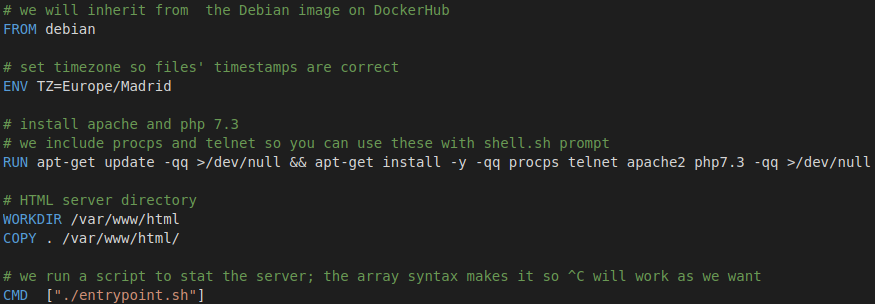 # we will inherit from  the Debian image on DockerHub
FROM debian
# set timezone so files' timestamps are correct
ENV TZ=Europe/Madrid
# install apache and php 7.3
# we include procps and telnet so you can use these with shell.sh prompt
RUN apt-get update -qq >/dev/null && apt-get install -y -qq procps telnet apache2 php7.3 -qq >/dev/null
# HTML server directory
WORKDIR /var/www/html
COPY . /var/www/html/
# we run a script to stat the server; the array syntax makes it so ^C will work as we want
CMD  ["./entrypoint.sh"]